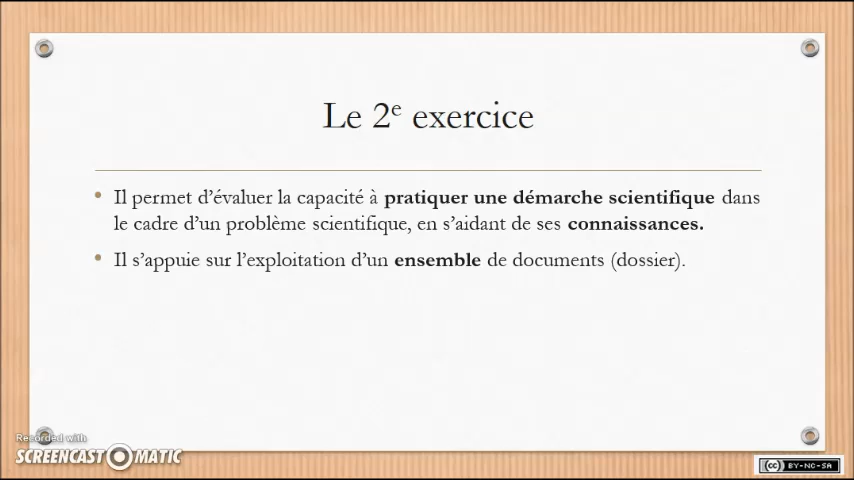 Le 2e exercice
• Il permet d’évaluer la capacité à pratiquer une démarche scientifique dans
le cadre d’un problème scientifique, en s’aidant de ses connaissances.
• Il s’appuie sur l’exploitation d’un ensemble de documents (dossier).
Recorded with
SCREENCAST MATIC
cc BY-NC-SA